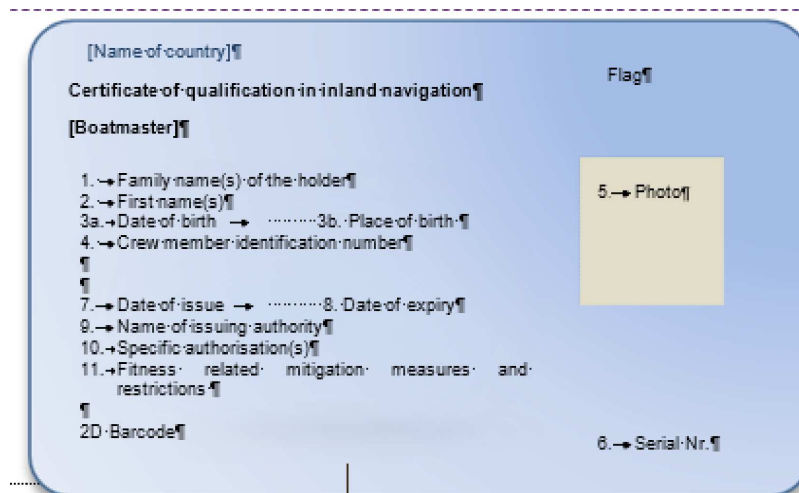 [Name of country]¶
Flag¶
Certificate of qualification in inland navigation¶
[Boatmaster]¶
1. → Family name(s) of the holder¶
2. → First name(s)¶
3a. → Date of birth → ·········3b. Place of birth ¶
4. → Crew member identification number¶
¶
¶
5. → Photo¶
7. → Date of issue → ··········8. Date of expiry¶
9. → Name of issuing authority¶
10. → Specific authorisation(s)¶
11. → Fitness related mitigation measures and
restrictions ¶
¶
2D Barcode¶
6. → Serial Nr.¶